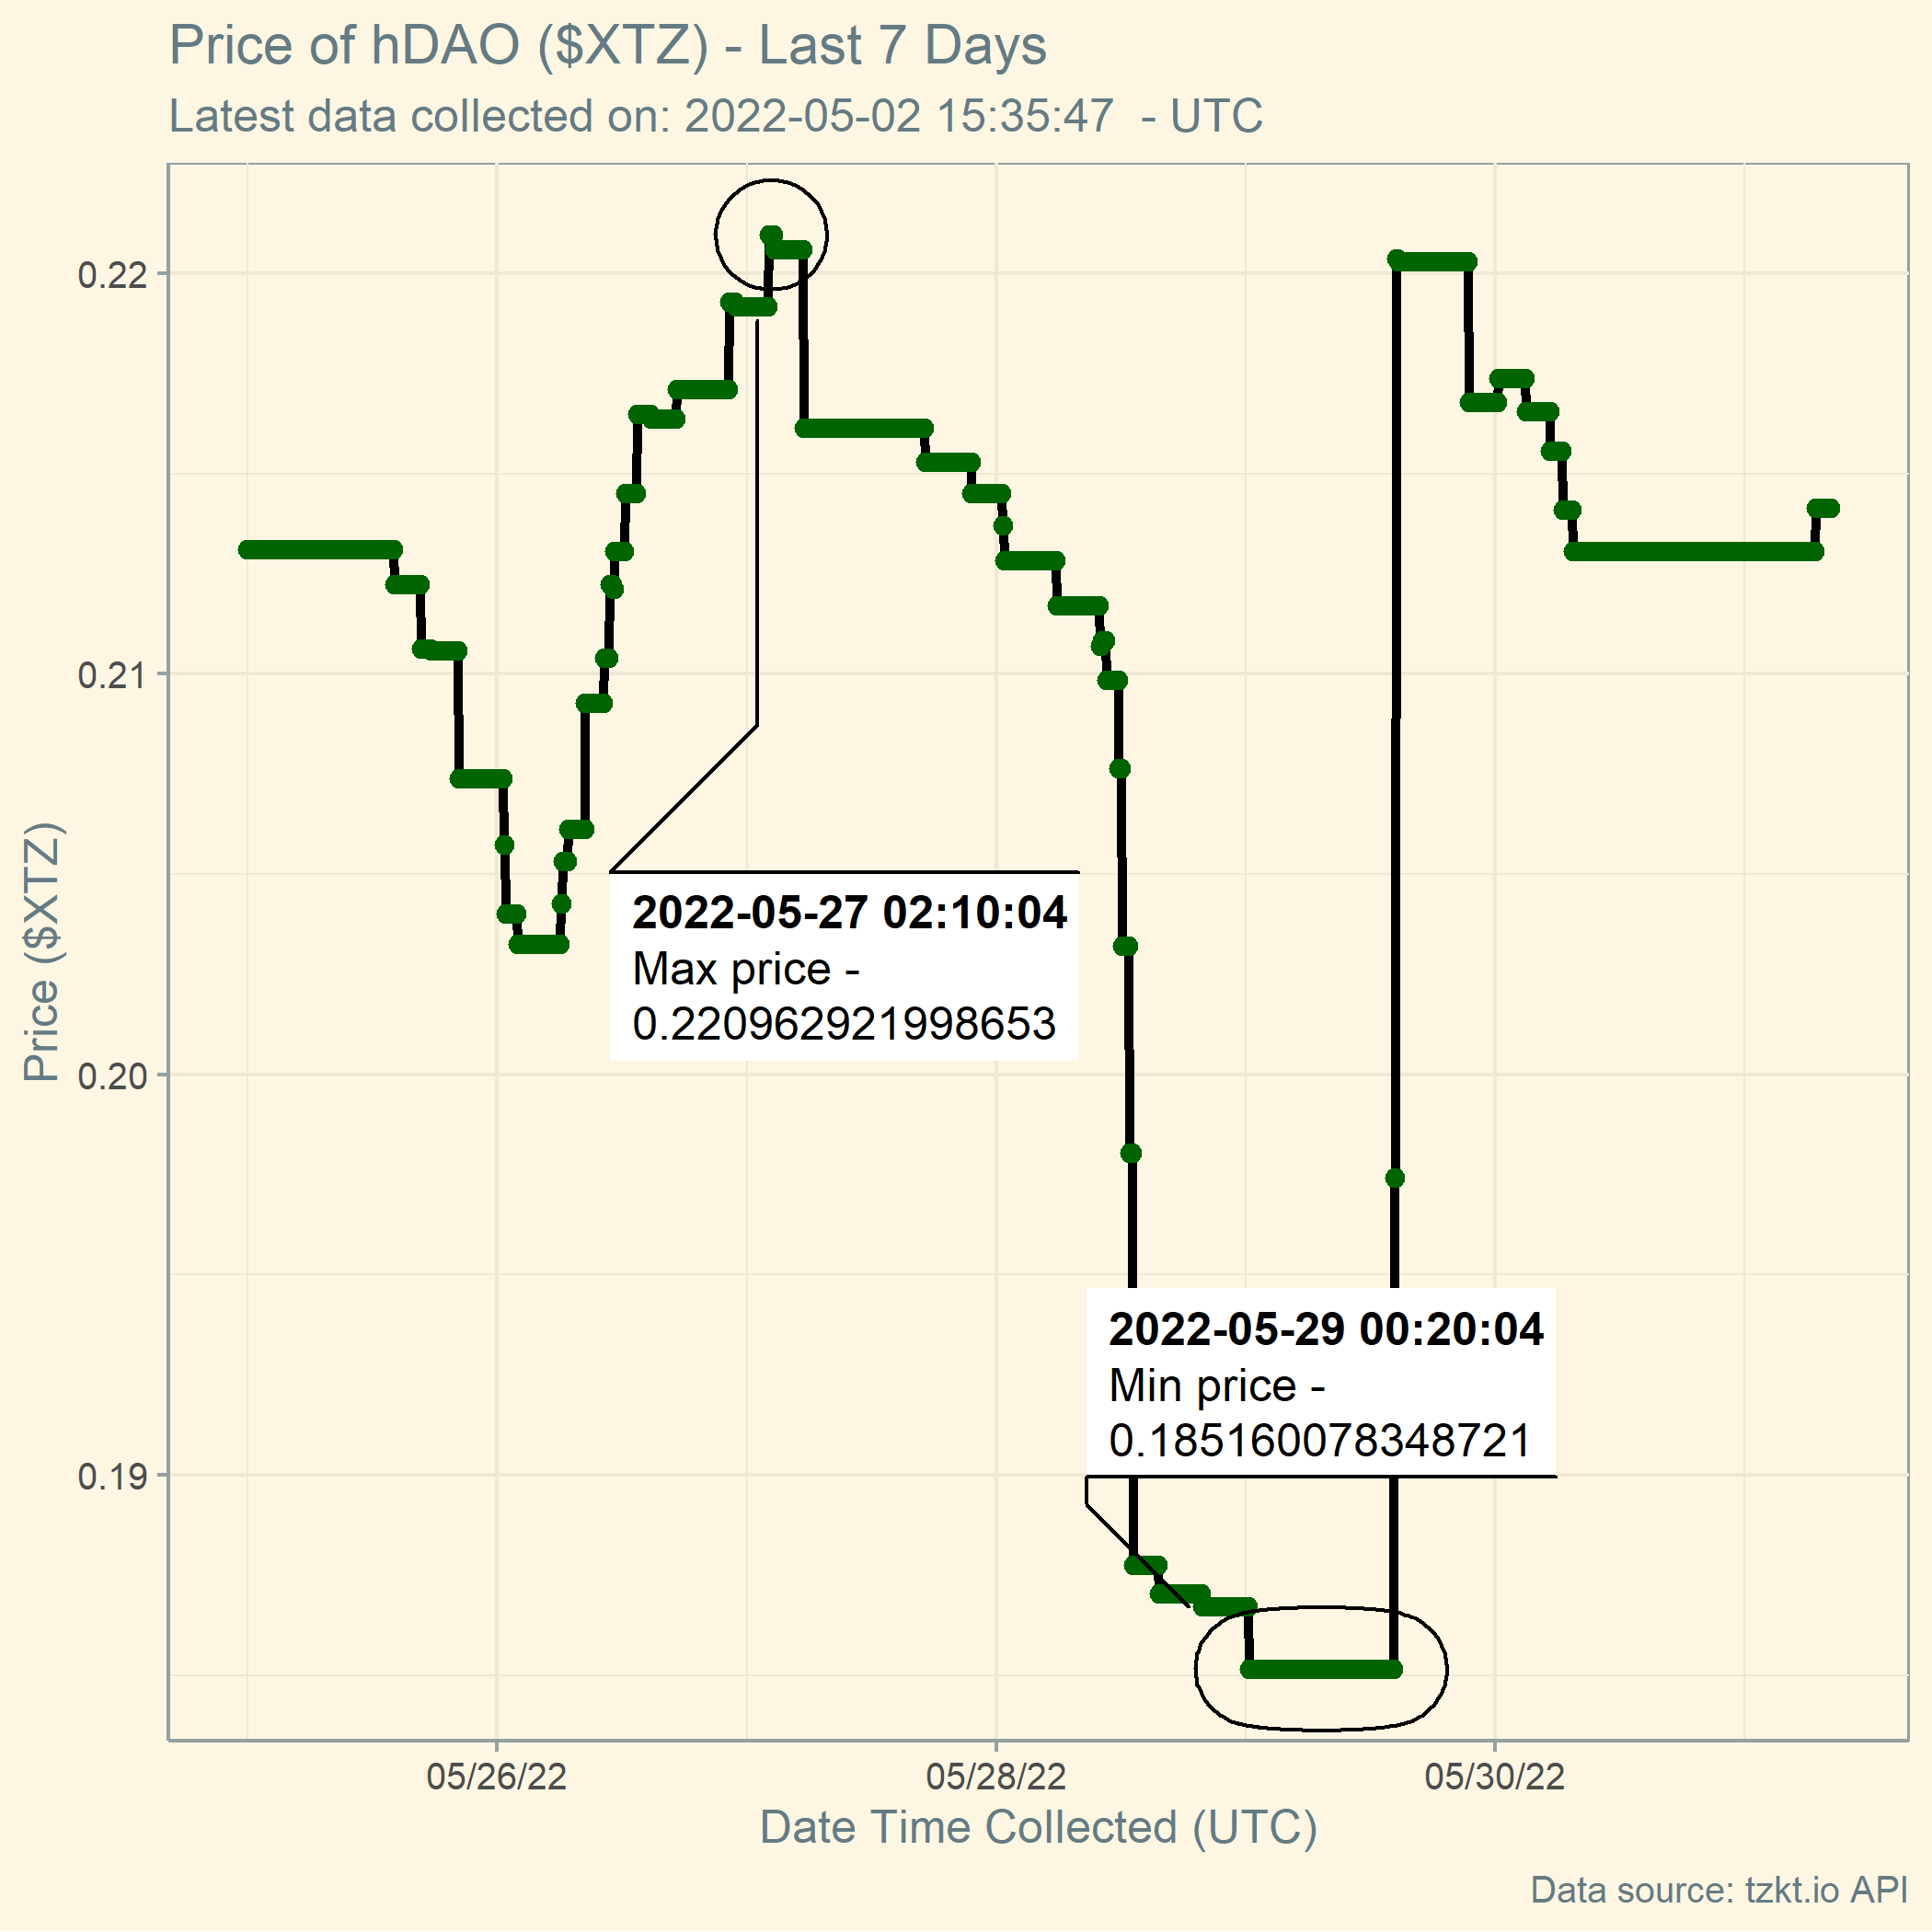 Price of hDAO ($XTZ) - Last 7 Days
Latest data collected on: 2022-05-02 15:35:47  - UTC
Price ($XTZ)
0.22
0.21
0.20
0.19
2022-05-27 02:10:04
Max price -
0.220962921998653
2022-05-29 00:20:04
Min price -
0.185160078348721
05/26/22
05/28/22
05/30/22
Date Time Collected (UTC)
Data source: tzkt.io API